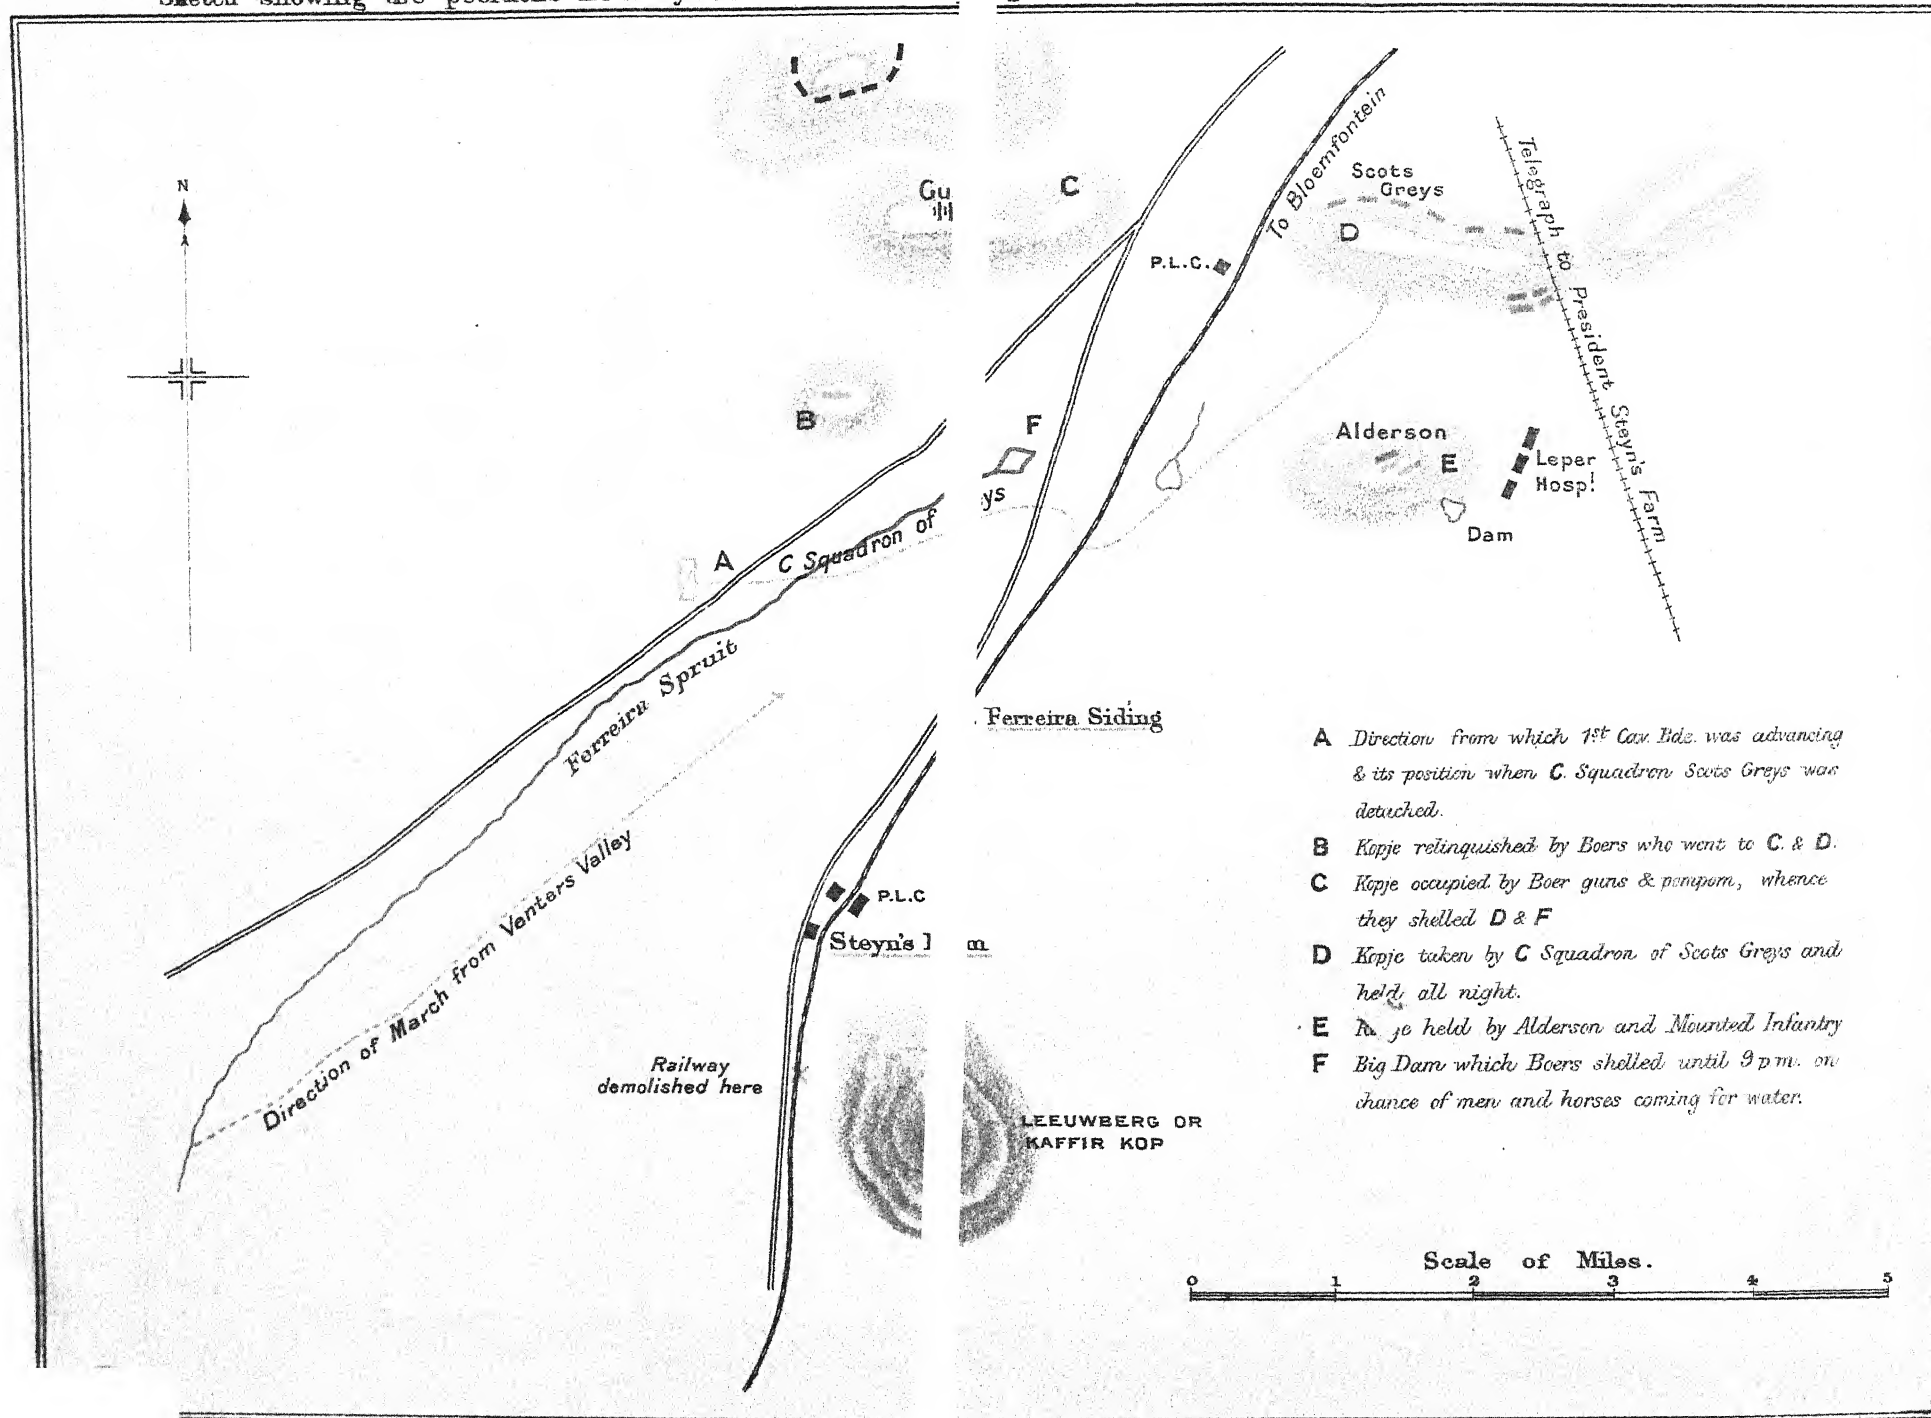 Sketch showing the
N
Gu
C
To Bloemfontein
Scots
Greys
D
P.L.C.
Telegraph to President Steyn's Farm
B
F
Alderson
E
Leper
Hosp!
Dam
ys
A
C Squadron of
Ferreira Spruit
Ferreira Siding
Direction of March from Venters Valley
P.L.C
Steyn's
m
Railway
demolished here
LEEUWBERG OR
KAFFIR KOP
A Direction from which 1st Cav. Bde. was advancing
& its position when C. Squadron Scots Greys was
detached.
B Kopje relinquished by Boers who went to C. & D.
C Kopje occupied by Boer guns & pompom, whence
they shelled D & F
D Kopje taken by C Squadron of Scots Greys and
held all night.
E held by Alderson and Mounted Infantry
F Big Dam which Boers shelled until 9 p.m. on
chance of men and horses coming for water.
Scale of Miles.
0 1 2 3 4 5